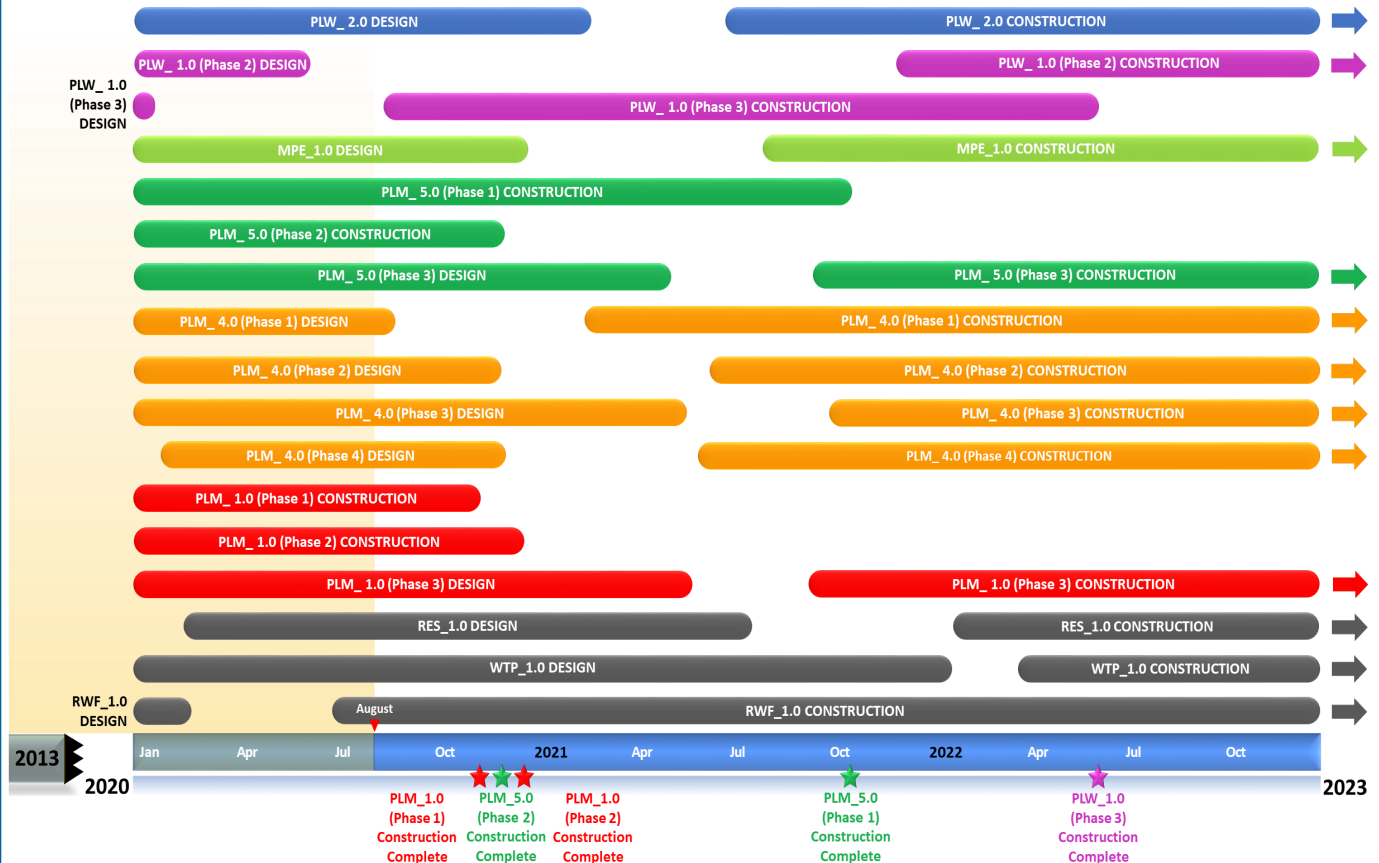 PLW_ 2.0 DESIGN PLW_ 2.0 CONSTRUCTION
PLW_ 1.0 (Phase 2) DESIGN PLW_ 1.0 (Phase 2) CONSTRUCTION
PLW_ 1.0
(Phase 3)
DESIGN
PLW_ 1.0 (Phase 3) CONSTRUCTION
MPE_1.0 DESIGN MPE_1.0 CONSTRUCTION
PLM_ 5.0 (Phase 1) CONSTRUCTION
PLM_ 5.0 (Phase 2) CONSTRUCTION
PLM_ 5.0 (Phase 3) DESIGN PLM_ 5.0 (Phase 3) CONSTRUCTION
PLM_ 4.0 (Phase 1) DESIGN PLM_ 4.0 (Phase 1) CONSTRUCTION
PLM_ 4.0 (Phase 2) DESIGN PLM_ 4.0 (Phase 2) CONSTRUCTION
PLM_ 4.0 (Phase 3) DESIGN PLM_ 4.0 (Phase 3) CONSTRUCTION
PLM_ 4.0 (Phase 4) DESIGN PLM_ 4.0 (Phase 4) CONSTRUCTION
PLM_ 1.0 (Phase 1) CONSTRUCTION
PLM_ 1.0 (Phase 2) CONSTRUCTION
PLM_ 1.0 (Phase 3) DESIGN PLM_ 1.0 (Phase 3) CONSTRUCTION
RES_1.0 DESIGN RES_1.0 CONSTRUCTION
WTP_1.0 DESIGN WTP_1.0 CONSTRUCTION
RWF_1.0
DESIGN
August RWF_1.0 CONSTRUCTION
2013 Jan Apr Jul Oct 2021 Apr Jul Oct 2022 Apr Jul Oct
2020 2023
PLM_1.0
(Phase 1)
Construction
Complete
PLM_5.0
(Phase 2)
Construction
Complete
PLM_1.0
(Phase 2)
Construction
Complete
PLM_5.0
(Phase 1)
Construction
Complete
PLW_1.0
(Phase 3)
Construction
Complete